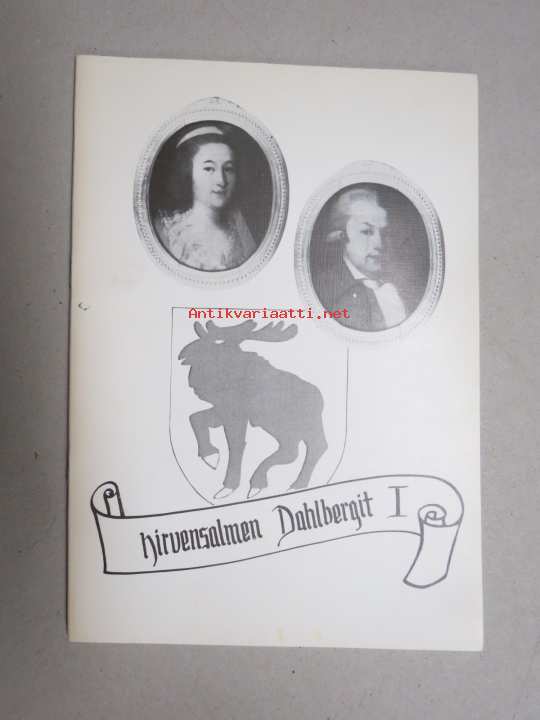 Antikvariaatti.net
Hirvensalmen Dahlbergit I